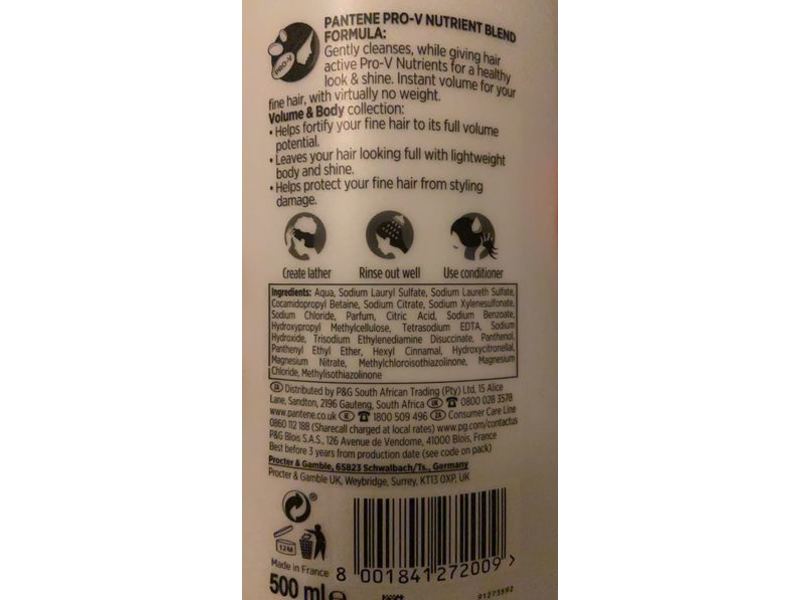 PANTENE PRO-V NUTRIENT BLEND
FORMULA:
PRO-V
Gently cleanses, while giving hair
active Pro-V Nutrients for a healthy
look & shine. Instant volume for your
fine hair, with virtually no weight.
Volume & Body collection:
• Helps fortify your fine hair to its full volume
potential.
• Leaves your hair looking full with lightweight
body and shine.
• Helps protect your fine hair from styling
damage.
Create lather Rinse out well Use conditioner
Ingredients: Aqua, Sodium Lauryl Sulfate, Sodium Laureth Sulfate,
Cocamidopropyl Betaine, Sodium Citrate, Sodium Xylenesulfonate,
Sodium Chloride, Parfum, Citric Acid, Sodium Benzoate,
Hydroxypropyl Methylcellulose, Tetrasodium EDTA, Sodium
Hydroxide, Trisodium Ethylenediamine Disuccinate, Panthenol,
Panthenyl Ethyl Ether, Hexyl Cinnamal, Hydroxycitronellal,
Magnesium Nitrate, Methylchloroisothiazolinone, Magnesium
Chloride, Methylisothiazolinone
ZA Distributed by P&G South African Trading (Pty) Ltd. 15 Alice
Lane, Sandton, 2196 Gauteng, South Africa UK 0800 028 3578
www.pantene.co.uk IE 1800 509 496 ZA Consumer Care Line
0860 112 188 (Sharecall charged at local rates) www.pg.com/contactus
P&G Blois S.A.S., 126 Avenue de Vendome, 41000 Blois, France
Best before 3 years from production date (see code on pack)
Procter & Gamble, 65823 Schwalbach/Ts., Germany
Procter & Gamble UK, Weybridge, Surrey, KT13 0XP, UK
®
12M
Made in France
8 001841 272009 >
500 ml e
91273592